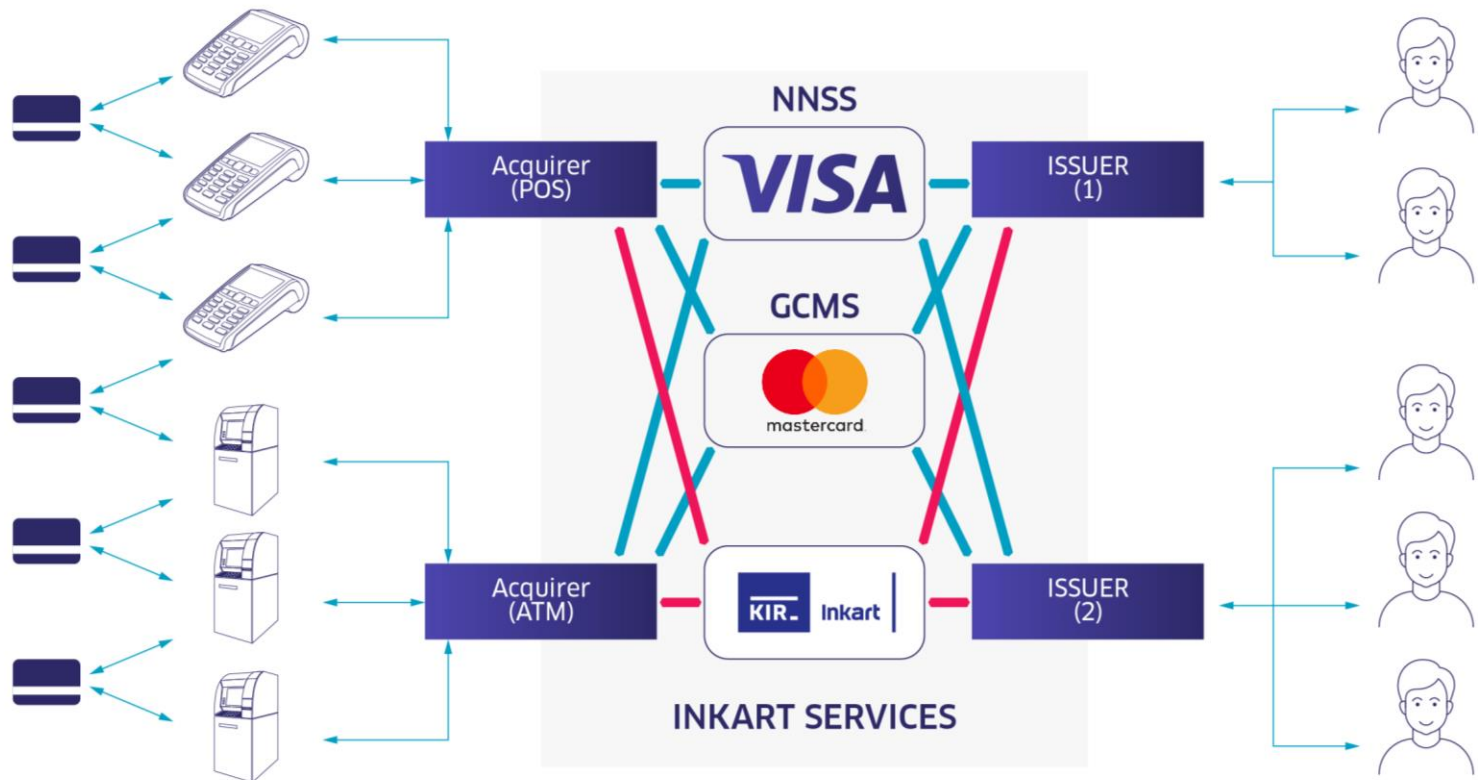 NNSS
VISA
Acquirer
(POS)
ISSUER
(1)
GCMS
mastercard
Acquirer
(ATM)
KIR
Inkart
ISSUER
(2)
INKART SERVICES